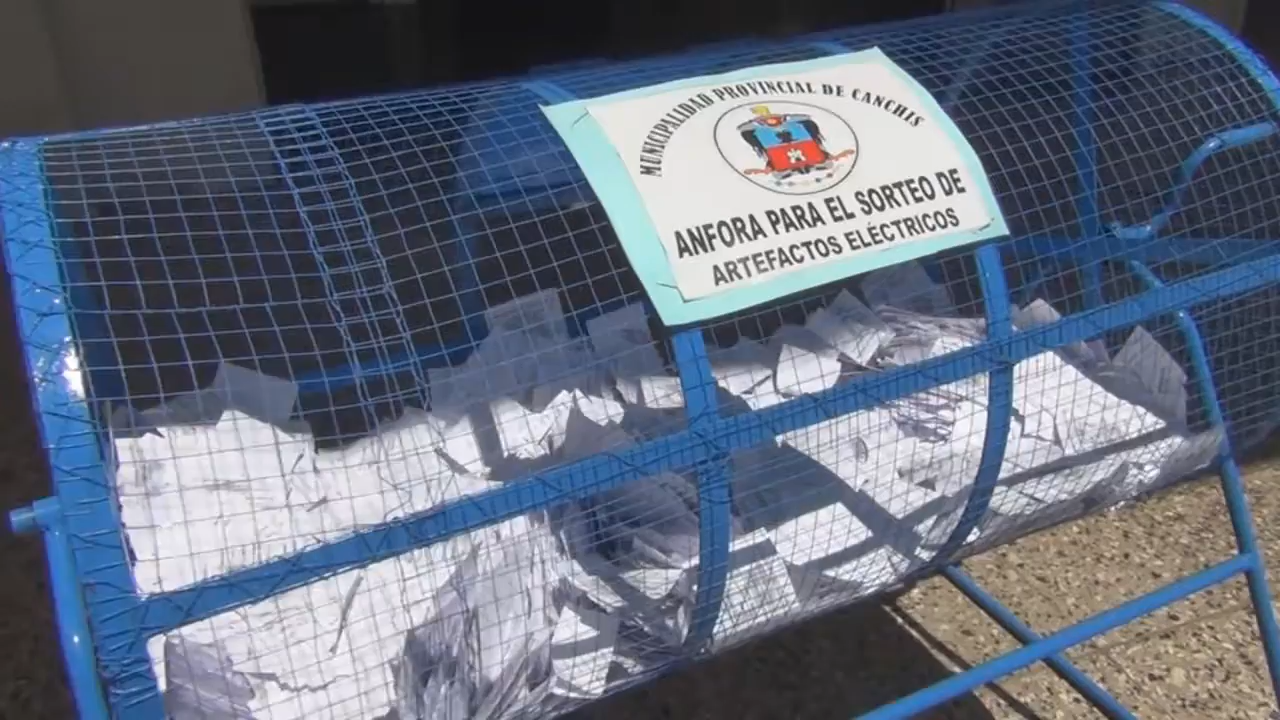 MUNICIPALIDAD PROVINCIAL DE CANCHIS
ANFORA PARA EL SORTEO DE
ARTEFACTOS ELÉCTRICOS